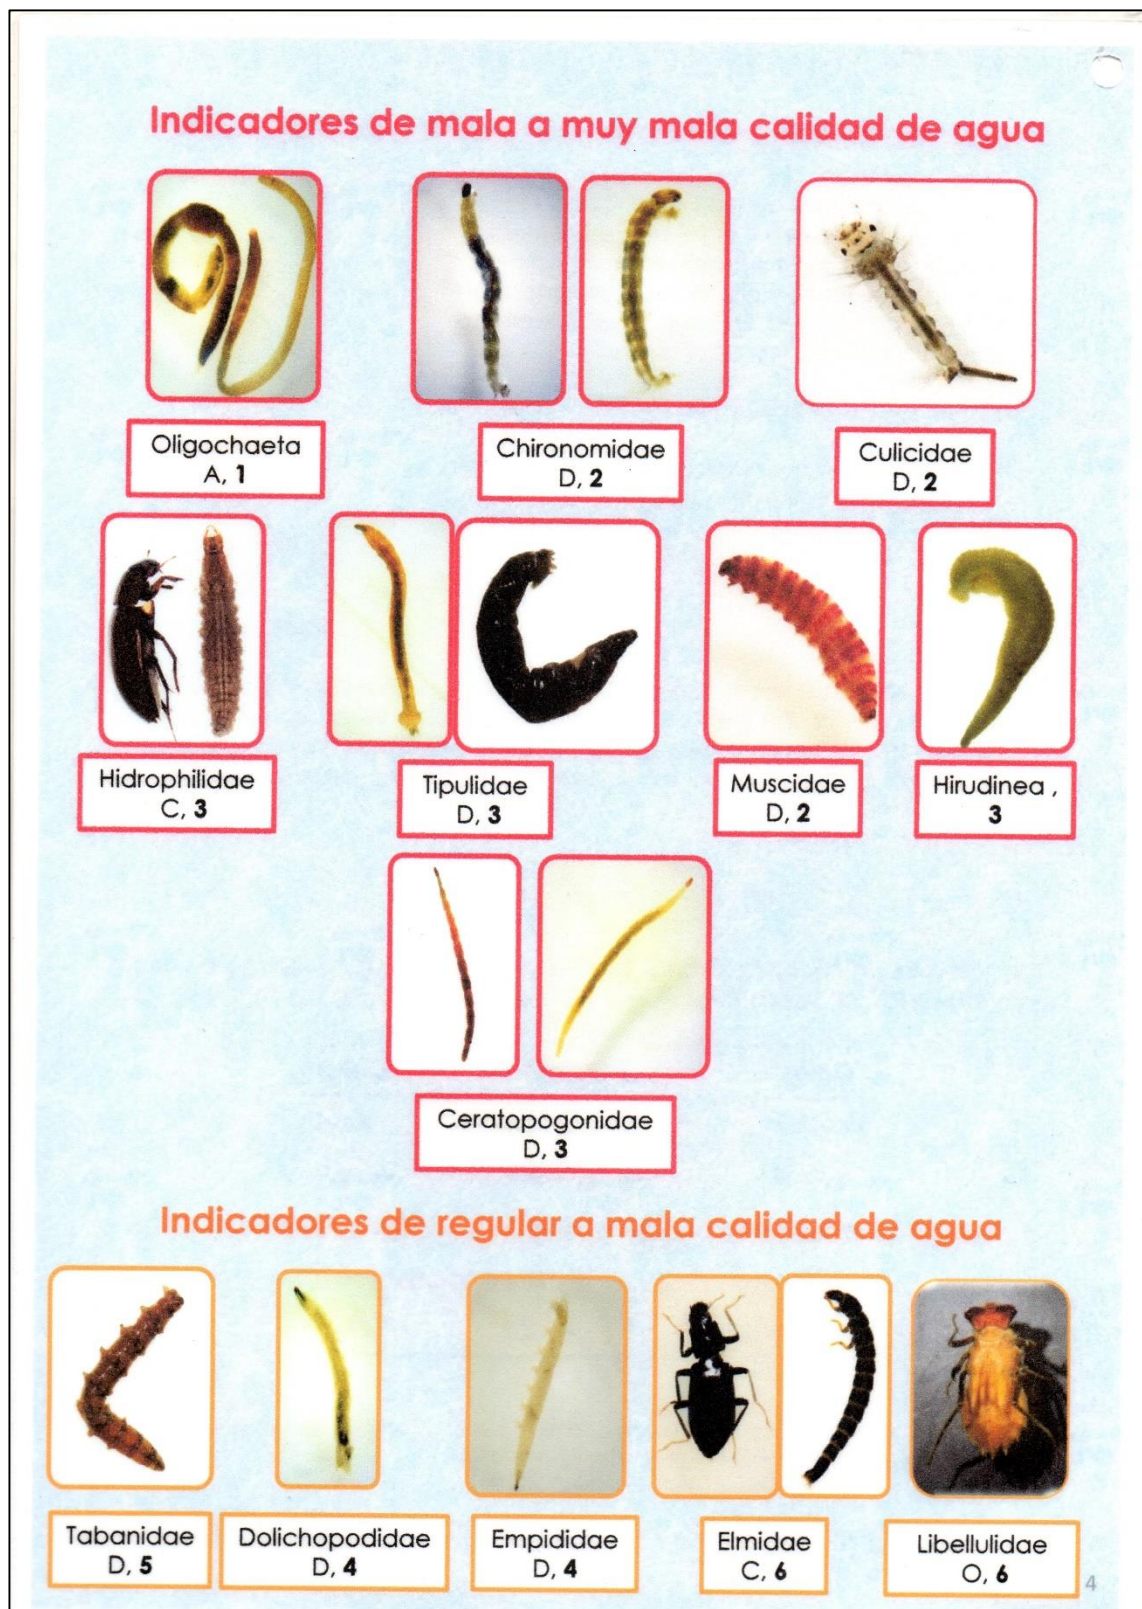 Indicadores de mala a muy mala calidad de agua
Oligochaeta
A, 1
Chironomidae
D, 2
Culicidae
D, 2
Hidrophilidae
C, 3
Tipulidae
D, 3
Muscidae
D, 2
Hirudinea ,
3
Ceratopogonidae
D, 3
Indicadores de regular a mala calidad de agua
Tabanidae
D, 5
Dolichopodidae
D, 4
Empididae
D, 4
Elmidae
C, 6
Libellulidae
O, 6
4